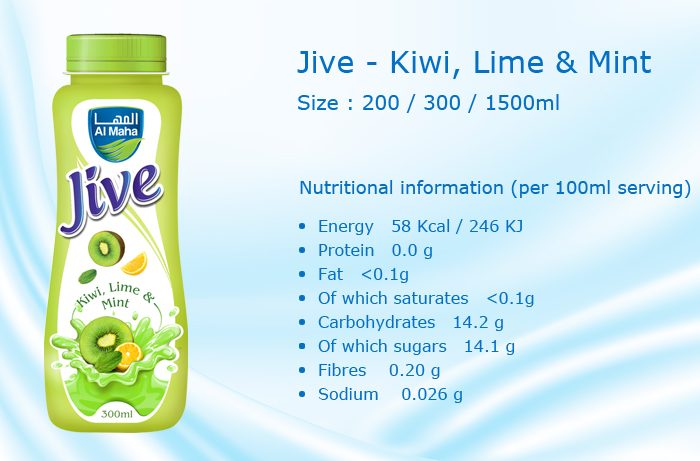 المها
Al Maha
Jive
Kiwi, Lime &
Mint
300ml
Jive - Kiwi, Lime & Mint
Size : 200 / 300 / 1500ml
Nutritional information (per 100ml serving)
• Energy 58 Kcal / 246 KJ
• Protein 0.0 g
• Fat <0.1g
• Of which saturates <0.1g
• Carbohydrates 14.2 g
• Of which sugars 14.1 g
• Fibres 0.20 g
• Sodium 0.026 g